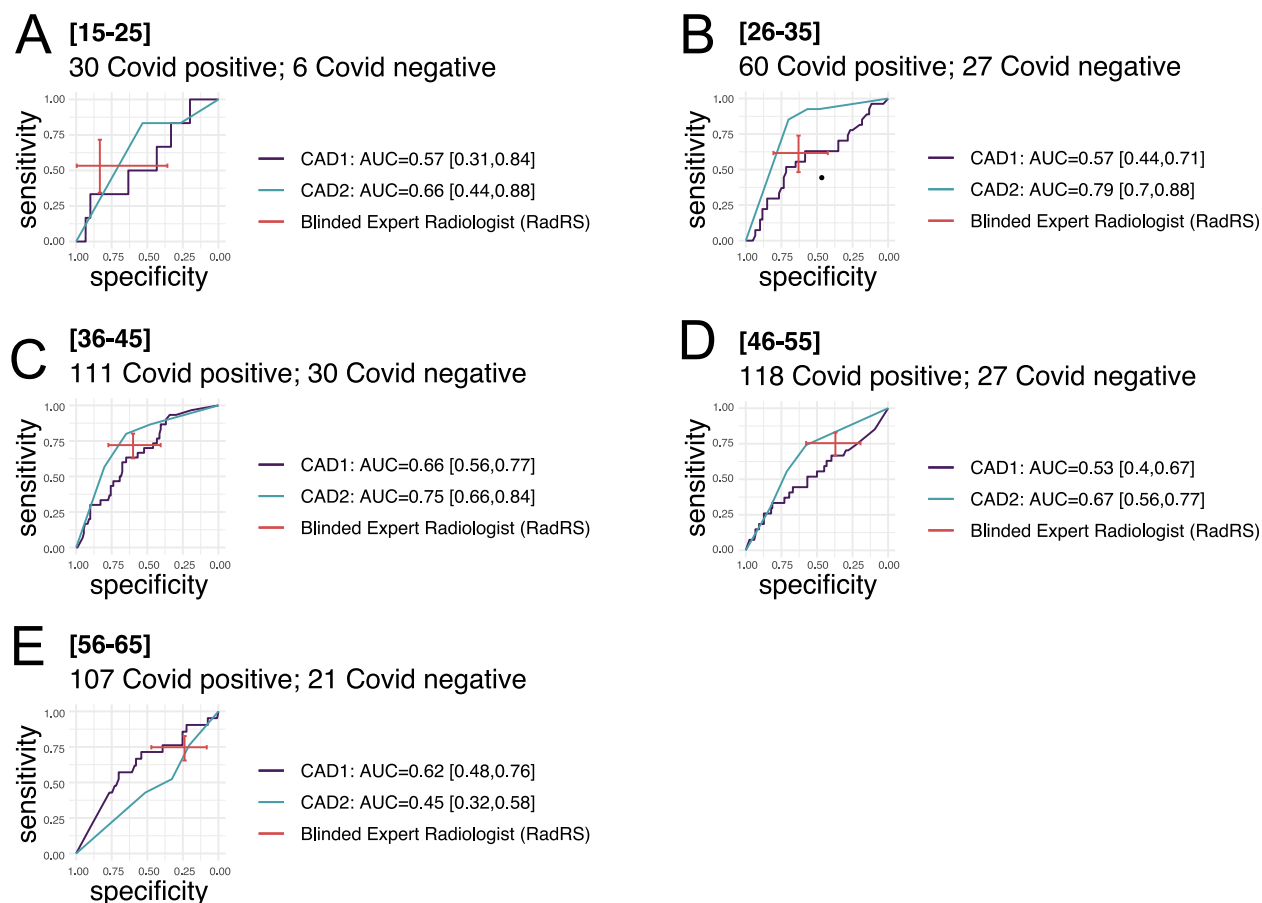 A [15-25]
30 Covid positive; 6 Covid negative
1.00
0.75
0.50
0.25
0.00
sensitivity
1.00 0.75 0.50 0.25 0.00
specificity
CAD1: AUC=0.57 [0.31,0.84]
CAD2: AUC=0.66 [0.44,0.88]
Blinded Expert Radiologist (RadRS)
B [26-35]
60 Covid positive; 27 Covid negative
1.00
0.75
0.50
0.25
0.00
sensitivity
1.00 0.75 0.50 0.25 0.00
specificity
CAD1: AUC=0.57 [0.44,0.71]
CAD2: AUC=0.79 [0.7,0.88]
Blinded Expert Radiologist (RadRS)
C [36-45]
111 Covid positive; 30 Covid negative
1.00
0.75
0.50
0.25
0.00
sensitivity
1.00 0.75 0.50 0.25 0.00
specificity
CAD1: AUC=0.66 [0.56,0.77]
CAD2: AUC=0.75 [0.66,0.84]
Blinded Expert Radiologist (RadRS)
D [46-55]
118 Covid positive; 27 Covid negative
1.00
0.75
0.50
0.25
0.00
sensitivity
1.00 0.75 0.50 0.25 0.00
specificity
CAD1: AUC=0.53 [0.4,0.67]
CAD2: AUC=0.67 [0.56,0.77]
Blinded Expert Radiologist (RadRS)
E [56-65]
107 Covid positive; 21 Covid negative
1.00
0.75
0.50
0.25
0.00
sensitivity
1.00 0.75 0.50 0.25 0.00
specificity
CAD1: AUC=0.62 [0.48,0.76]
CAD2: AUC=0.45 [0.32,0.58]
Blinded Expert Radiologist (RadRS)